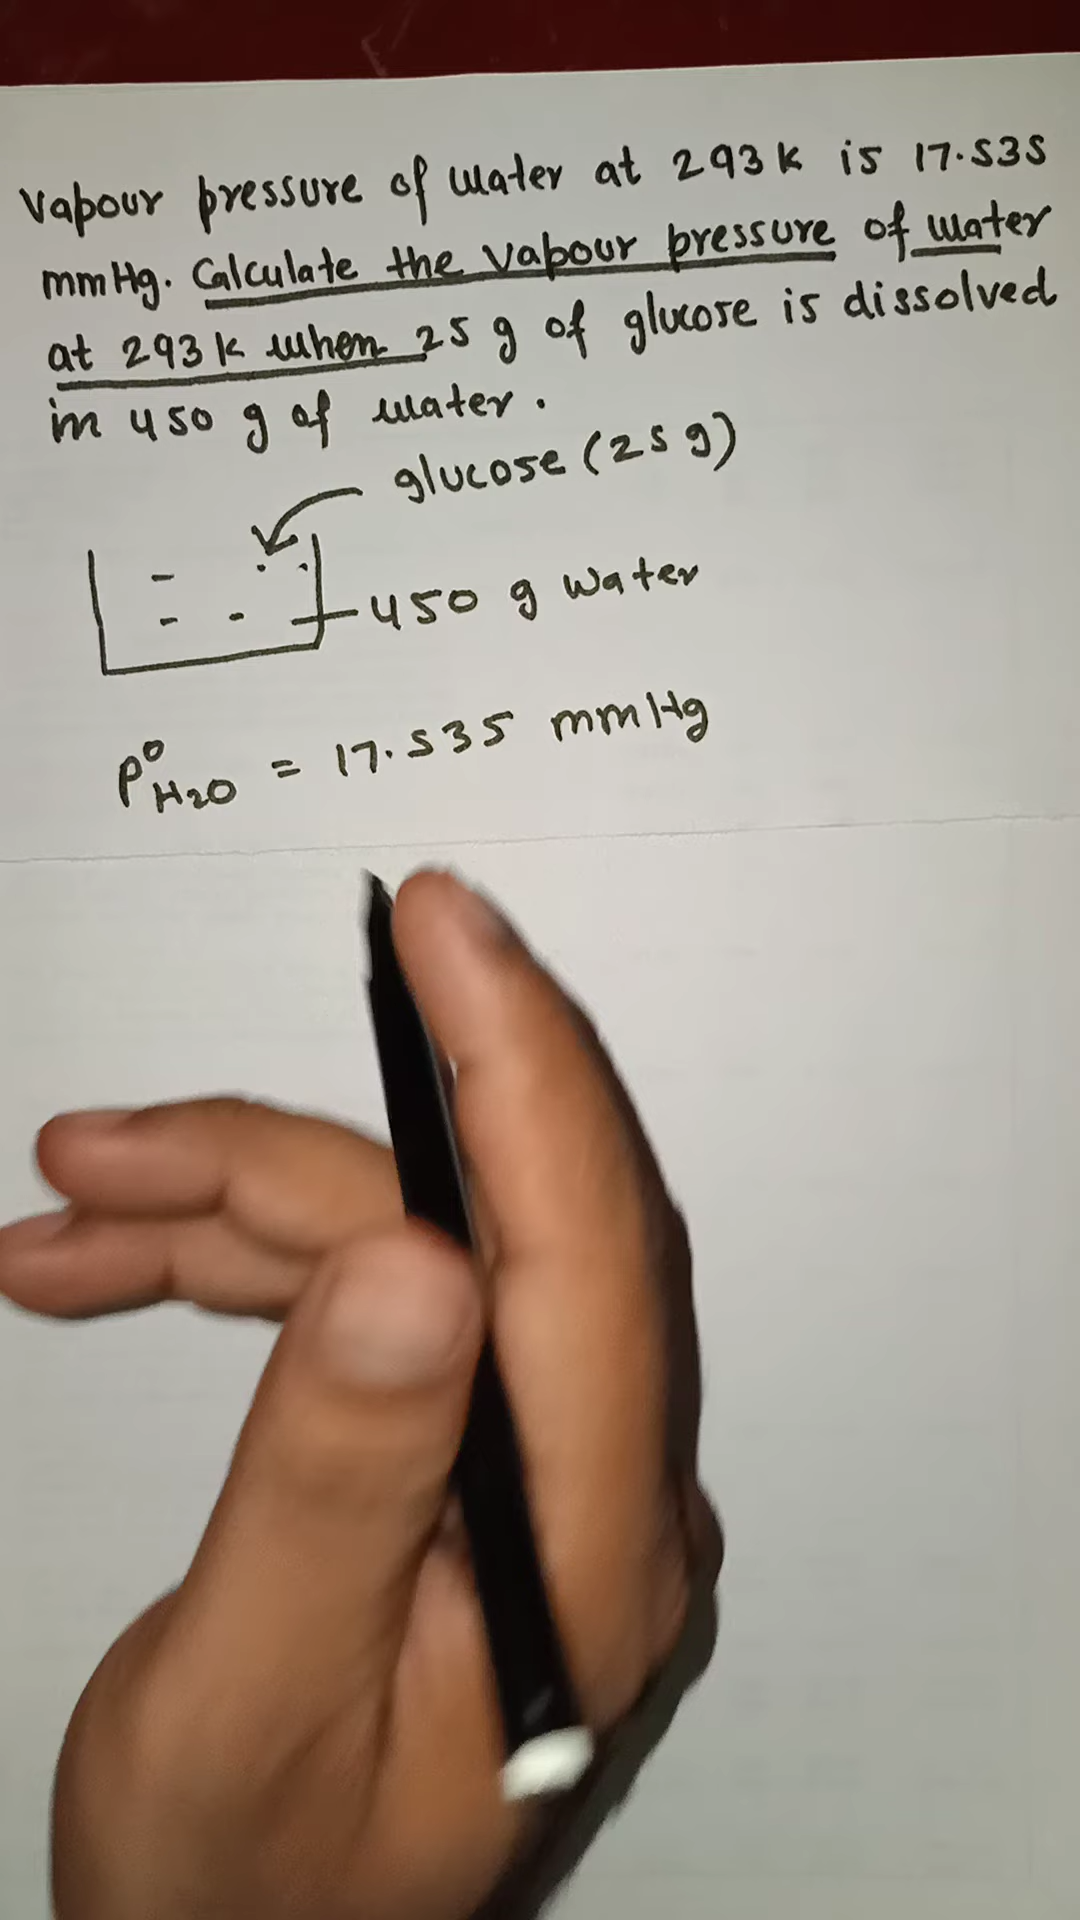 Vapour pressure of water at 293 K is 17.535
mmHg. Calculate the vapour pressure of water
at 293 K when 25 g of glucose is dissolved
in 450 g of water.
glucose (25 g)
450 g water
P°H₂O = 17.535 mmHg